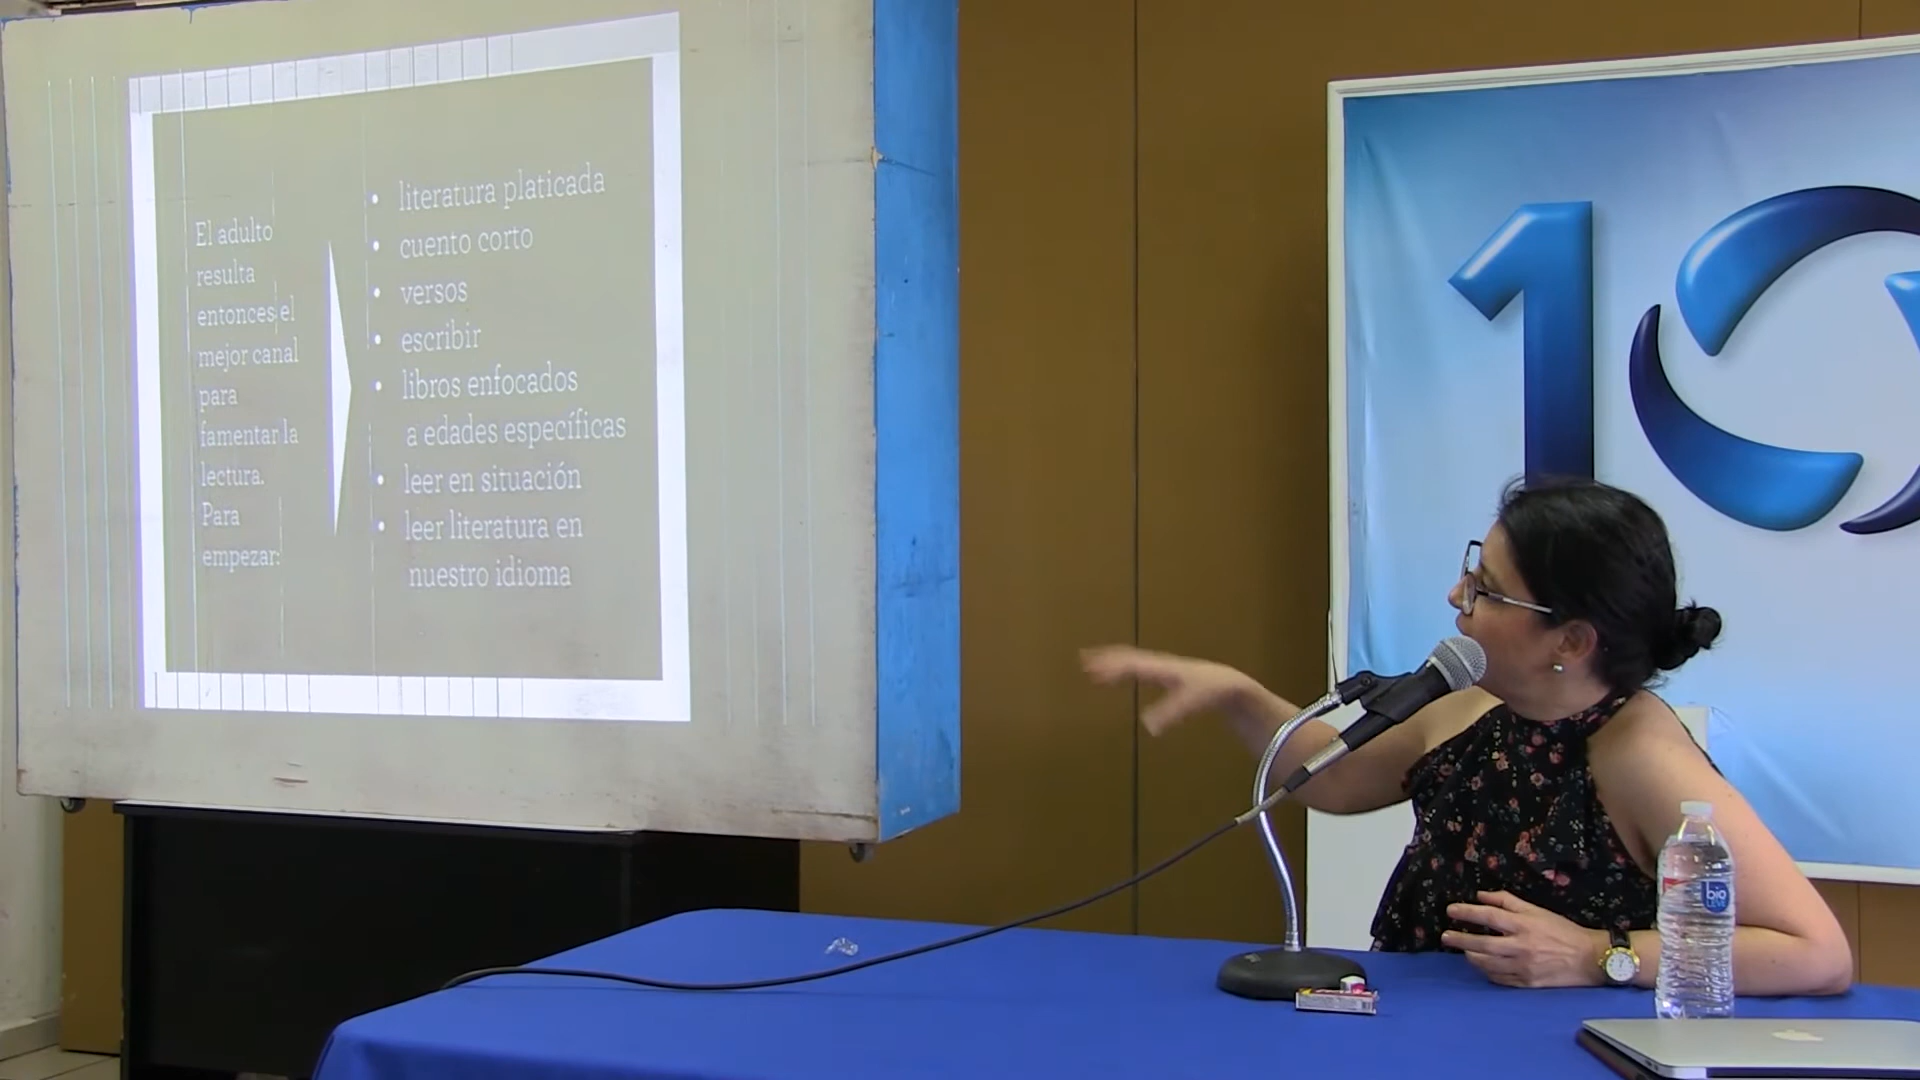 El adulto
resulta
entonces el
mejor canal
para
famentar la
lectura.
Para
empezar:
• literatura platicada
• cuento corto
• versos
• escribir
• libros enfocados
a edades específicas
• leer en situación
• leer literatura en
nuestro idioma
10
bio